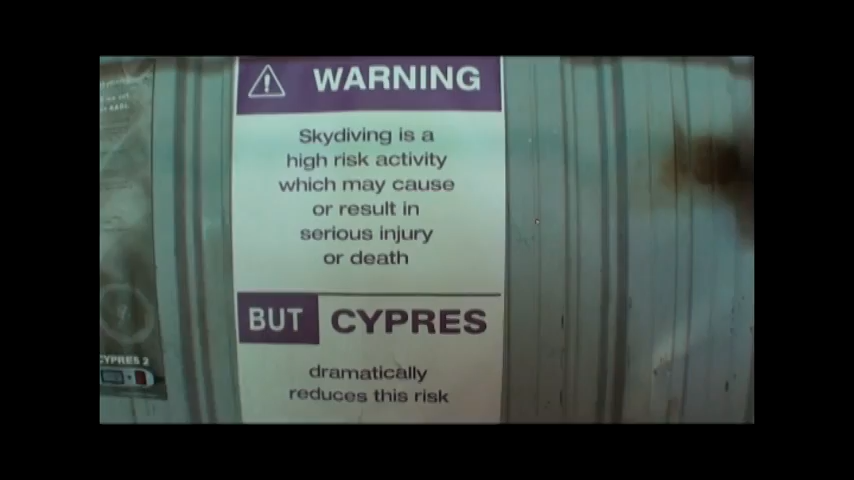 WARNING
Skydiving is a
high risk activity
which may cause
or result in
serious injury
or death
BUT CYPRES
dramatically
reduces this risk
CYPRES 2